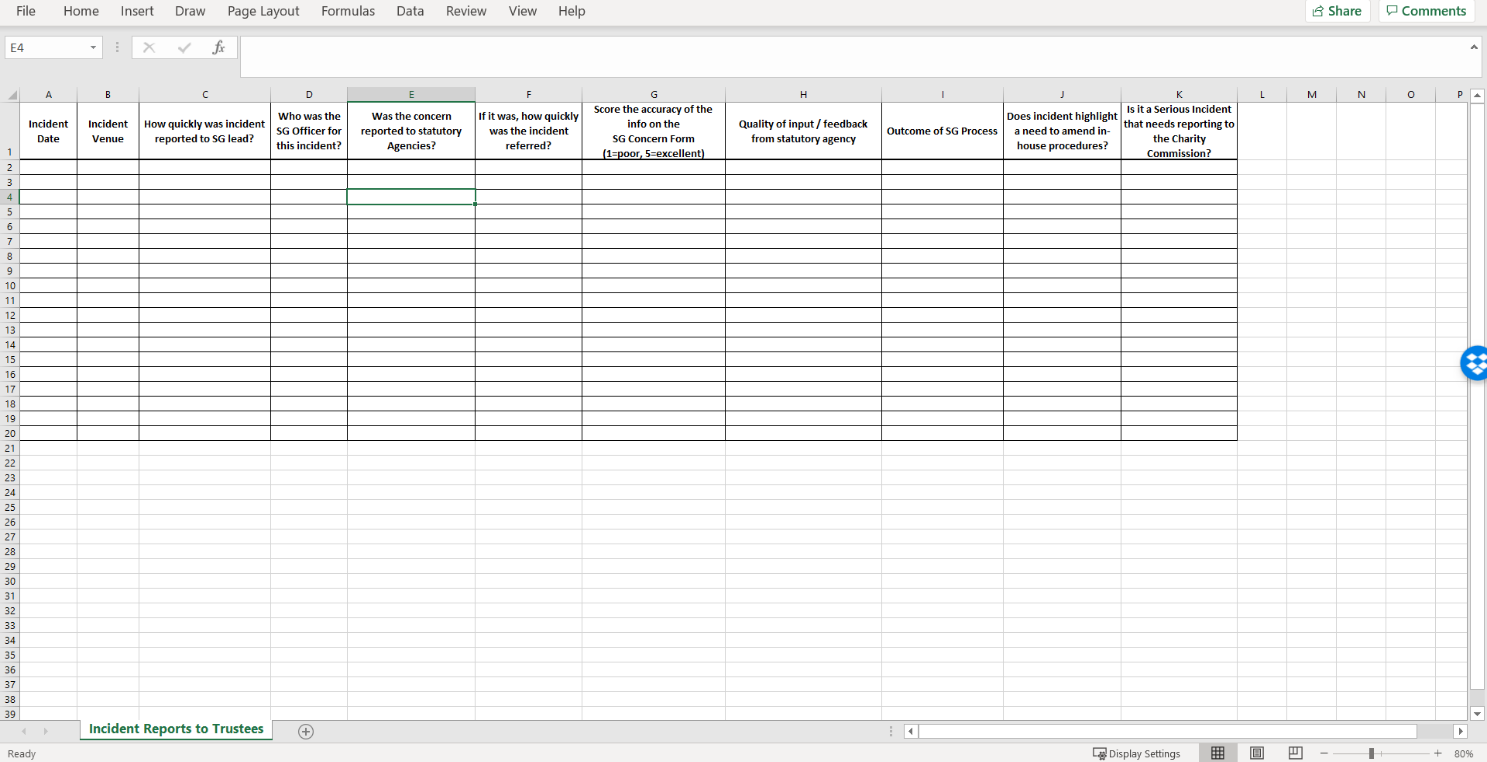 File Home Insert Draw Page Layout Formulas Data Review View Help Share Comments
E4 fx
A B C D E F G H I J K L M N O P
1
Incident
Date
Incident
Venue
How quickly was incident
reported to SG lead?
Who was the
SG Officer for
this incident?
Was the concern
reported to statutory
Agencies?
If it was, how quickly
was the incident
referred?
Score the accuracy of the
info on the
SG Concern Form
(1=poor, 5=excellent)
Quality of input / feedback
from statutory agency
Outcome of SG Process
Does incident highlight
a need to amend in-
house procedures?
Is it a Serious Incident
that needs reporting to
the Charity
Commission?
2
3
4
5
6
7
8
9
10
11
12
13
14
15
16
17
18
19
20
21
22
23
24
25
26
27
28
29
30
31
32
33
34
35
36
37
38
39
Incident Reports to Trustees
Ready Display Settings 80%